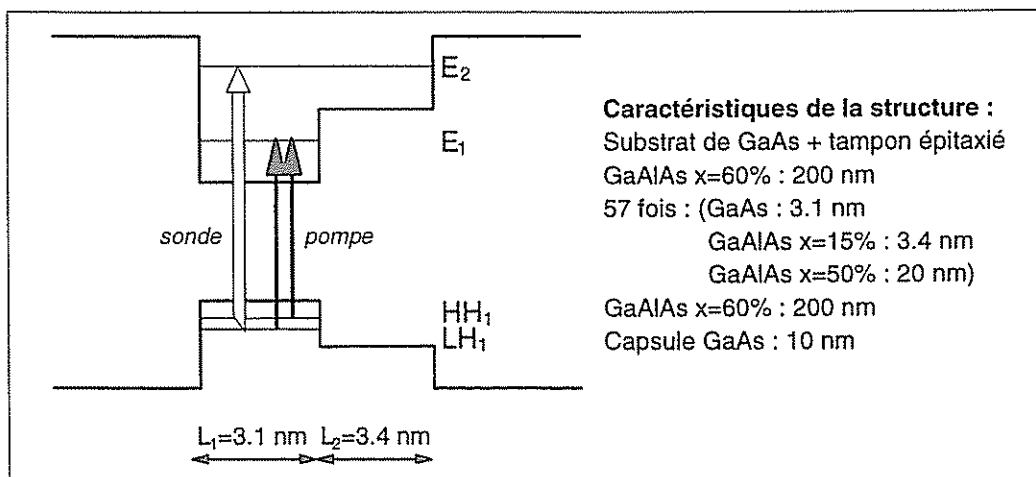 E₂
E₁
sonde
pompe
HH₁
LH₁
L₁=3.1 nm
L₂=3.4 nm
Caractéristiques de la structure :
Substrat de GaAs + tampon épitaxié
GaAlAs x=60% : 200 nm
57 fois : (GaAs : 3.1 nm
GaAlAs x=15% : 3.4 nm
GaAlAs x=50% : 20 nm)
GaAlAs x=60% : 200 nm
Capsule GaAs : 10 nm